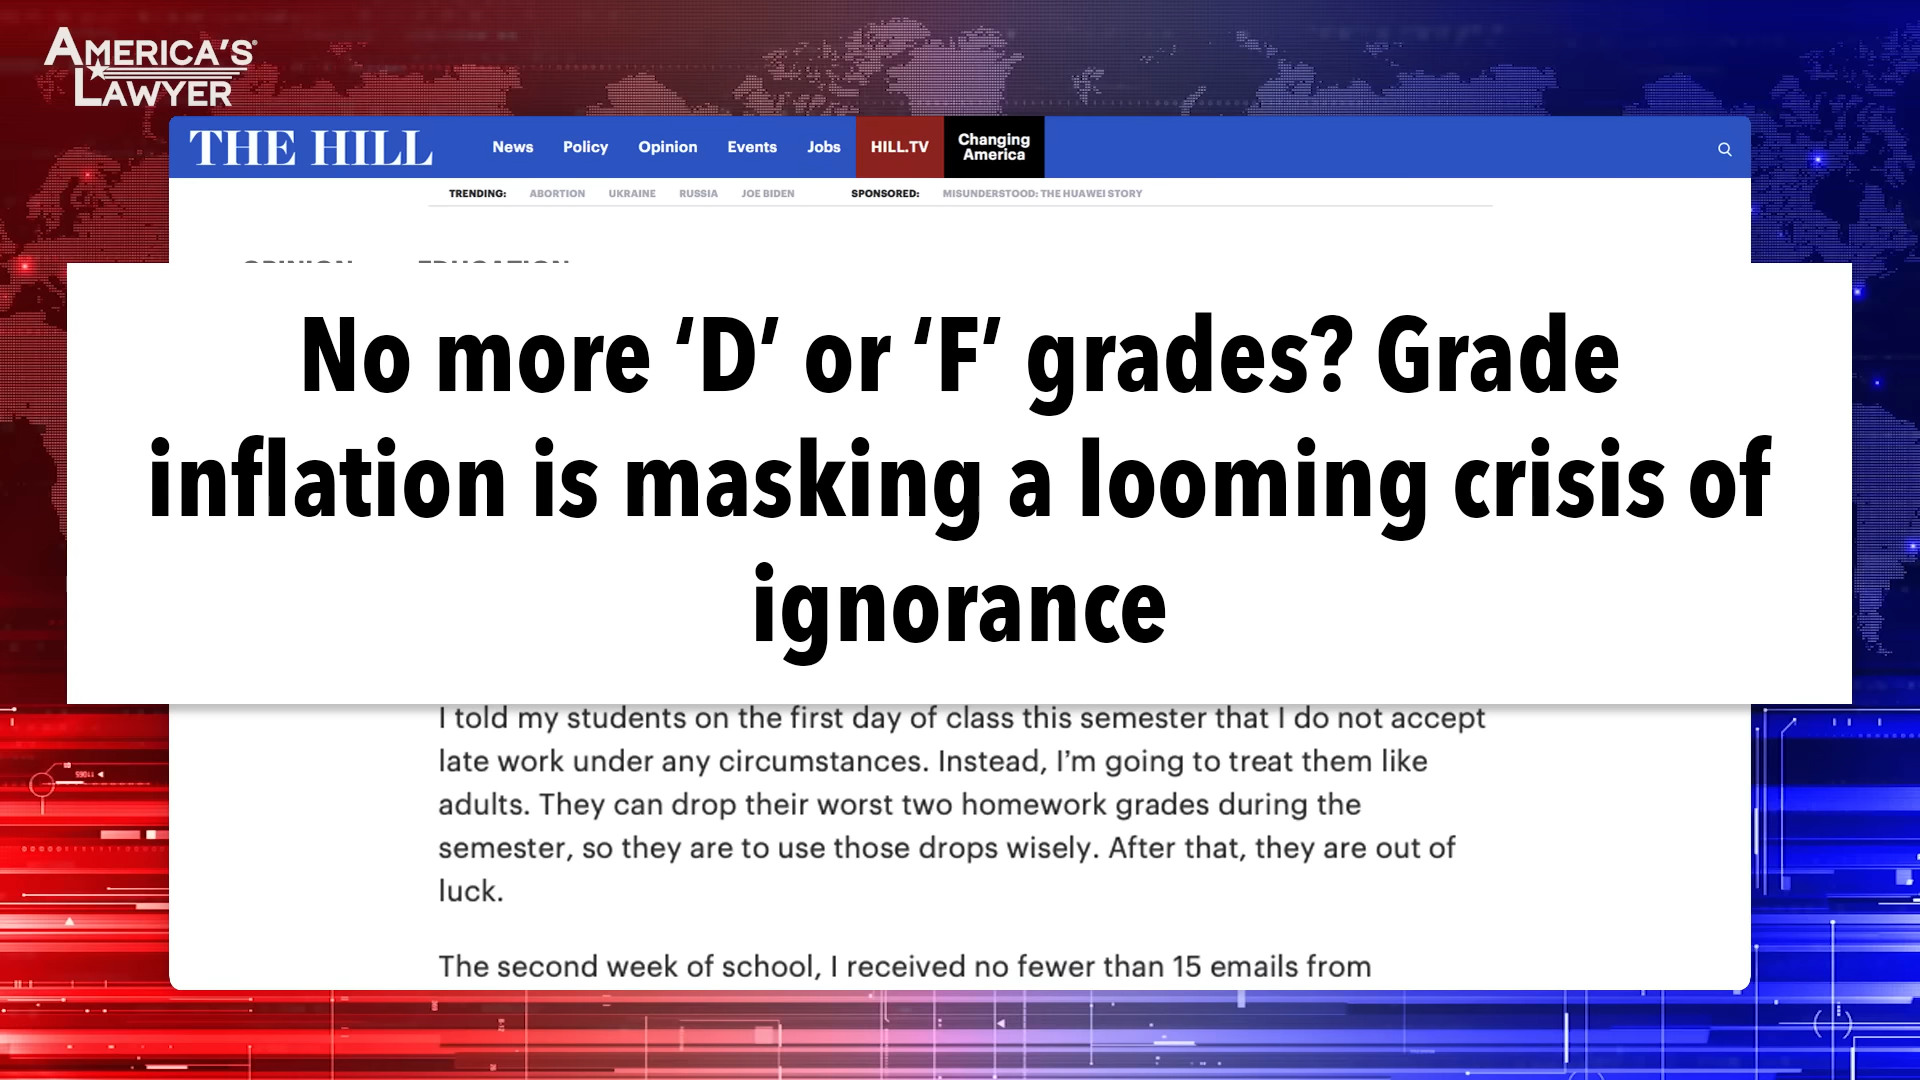 AMERICA'S
LAWYER
THE HILL
News Policy Opinion Events Jobs HILL.TV Changing America
TRENDING: ABORTION UKRAINE RUSSIA JOE BIDEN SPONSORED: MISUNDERSTOOD: THE HUAWEI STORY
OPINION EDUCATION
No more ‘D’ or ‘F’ grades? Grade
inflation is masking a looming crisis of
ignorance
I told my students on the first day of class this semester that I do not accept
late work under any circumstances. Instead, I’m going to treat them like
adults. They can drop their worst two homework grades during the
semester, so they are to use those drops wisely. After that, they are out of
luck.
The second week of school, I received no fewer than 15 emails from